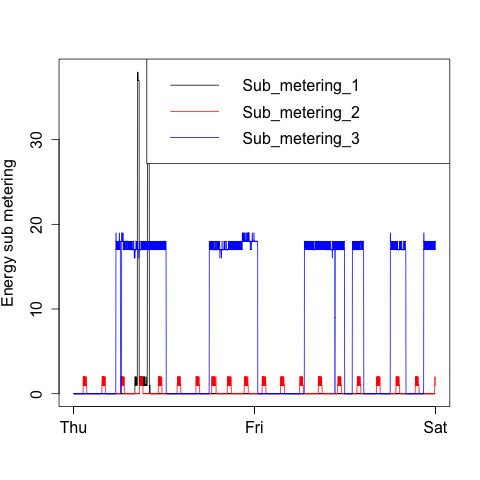 Sub_metering_1
Sub_metering_2
Sub_metering_3
Energy sub metering
30
20
10
0
Thu
Fri
Sat